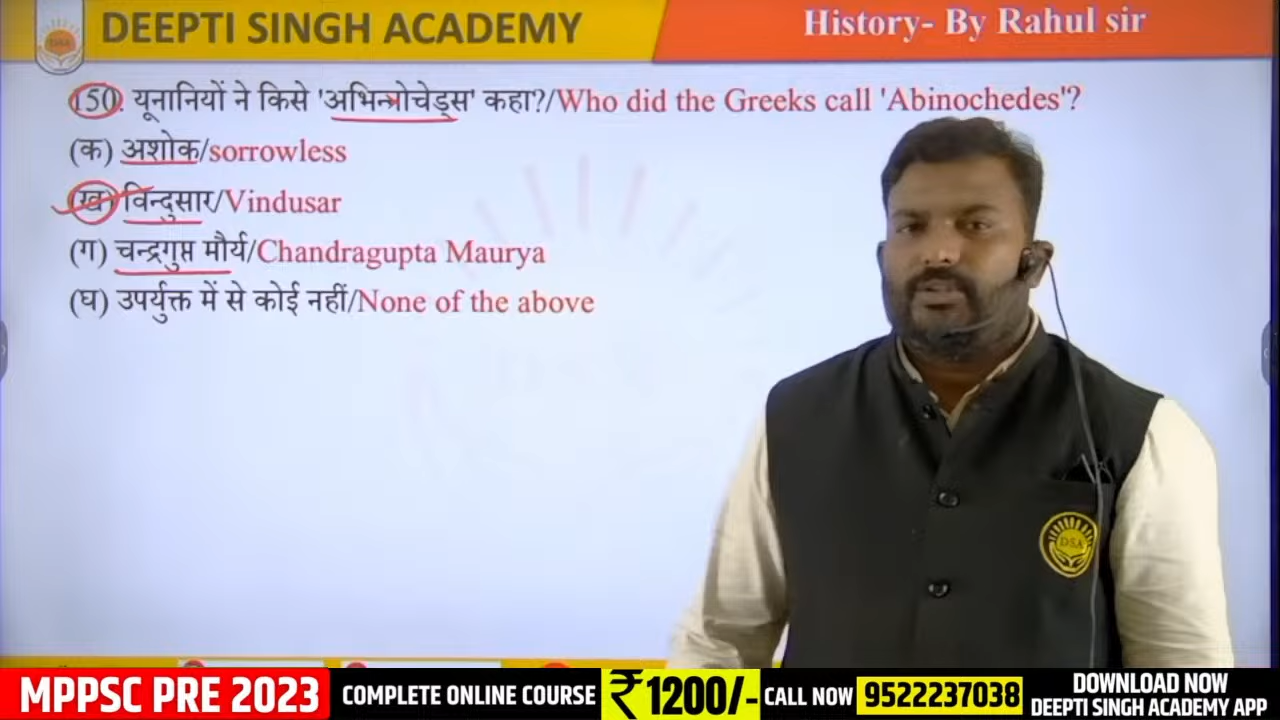 DEEPTI SINGH ACADEMY
History- By Rahul sir
150. यूनानियों ने किसे 'अभिन्त्रोचेड्स' कहा?/Who did the Greeks call 'Abinochedes'?
(क) अशोक/sorrowless
(ख) विन्दुसार/Vindusar
(ग) चन्द्रगुप्त मौर्य/Chandragupta Maurya
(घ) उपर्युक्त में से कोई नहीं/None of the above
DSA
MPPSC PRE 2023 COMPLETE ONLINE COURSE ₹1200/- CALL NOW 9522237038 DOWNLOAD NOW
DEEPTI SINGH ACADEMY APP